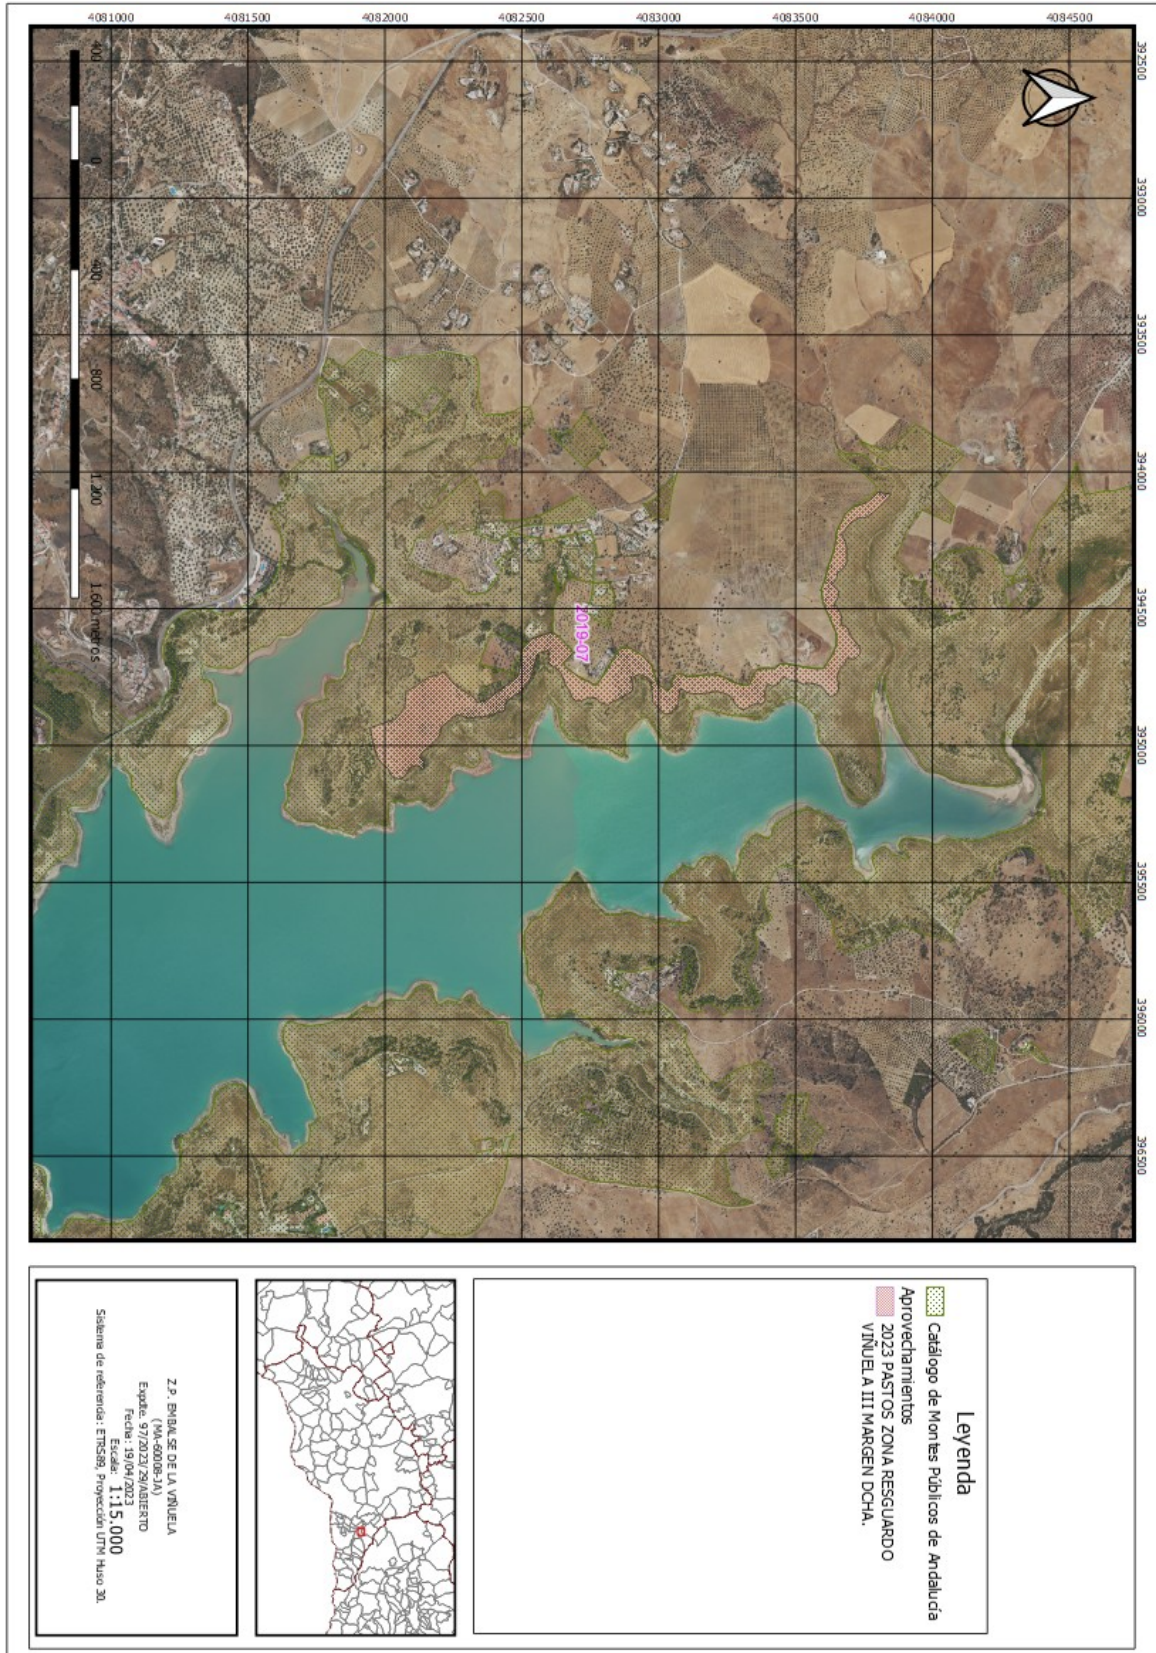 4081000 4081500 4082000 4082500 4083000 4083500 4084000 4084500
392500
393000
393500
394000
394500
395000
395500
396000
396500
400 0 400 800 1.200 1.600 metros
2019-07
Leyenda
Catálogo de Montes Públicos de Andalucía
Aprovechamientos
2023 PASTOS ZONA RESGUARDO
VIÑUELA III MARGEN DCHA.
Z.P. EMBALSE DE LA VIÑUELA
(MA-60008-JA)
Expdte. 97/2023/29/ABIERTO
Fecha: 19/04/2023
Escala: 1:15.000
Sistema de referencia: ETRS89, Proyección UTM Huso 30.